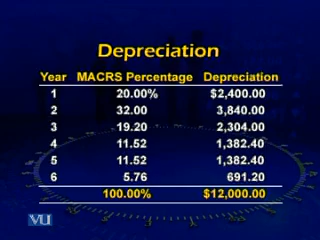 Depreciation
Year MACRS Percentage Depreciation
1 20.00% $2,400.00
2 32.00 3,840.00
3 19.20 2,304.00
4 11.52 1,382.40
5 11.52 1,382.40
6 5.76 691.20
100.00% $12,000.00
VU